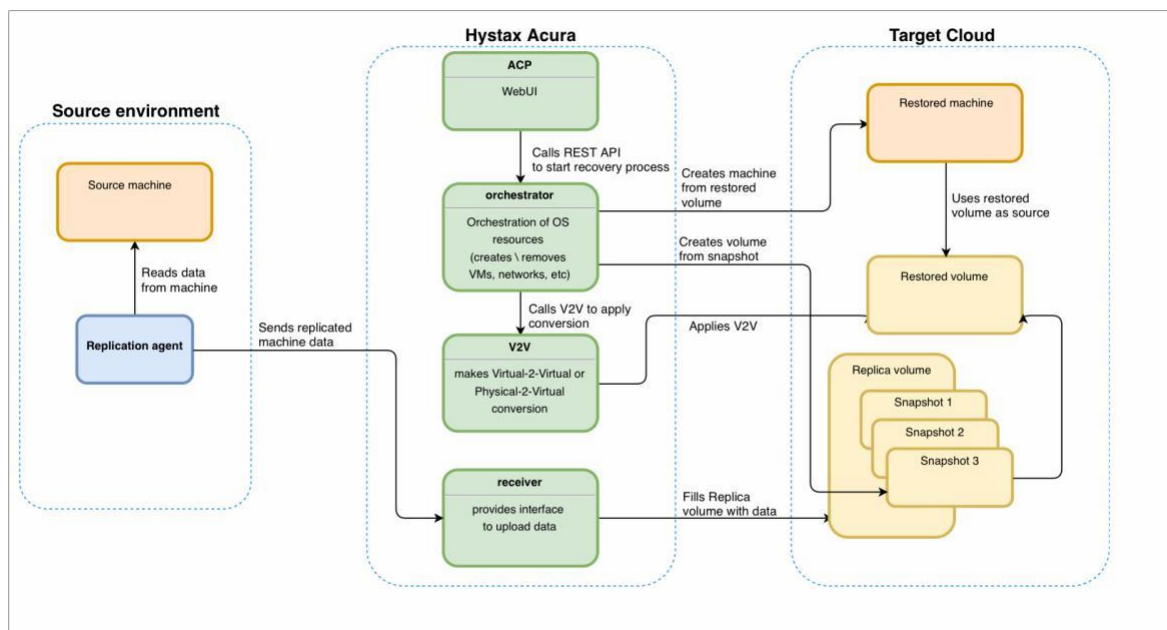 Hystax Acura
Target Cloud
Source environment
Source machine
Reads data
from machine
Replication agent
Sends replicated
machine data
ACP
WebUI
Calls REST API
to start recovery process
orchestrator
Orchestration of OS
resources
(creates \ removes
VMs, networks, etc)
Calls V2V to apply
conversion
V2V
makes Virtual-2-Virtual or
Physical-2-Virtual
conversion
receiver
provides interface
to upload data
Creates machine
from restored
volume
Creates volume
from snapshot
Applies V2V
Fills Replica
volume with data
Restored machine
Uses restored
volume as source
Restored volume
Replica volume
Snapshot 1
Snapshot 2
Snapshot 3